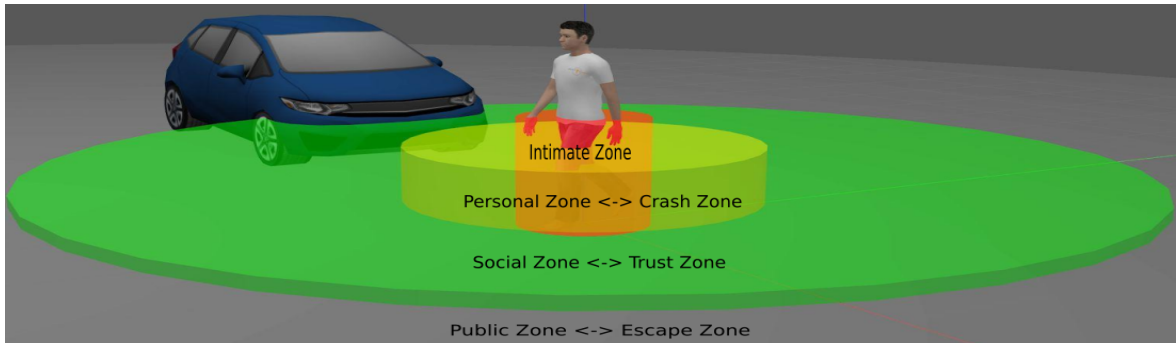 Intimate Zone
Personal Zone <-> Crash Zone
Social Zone <-> Trust Zone
Public Zone <-> Escape Zone